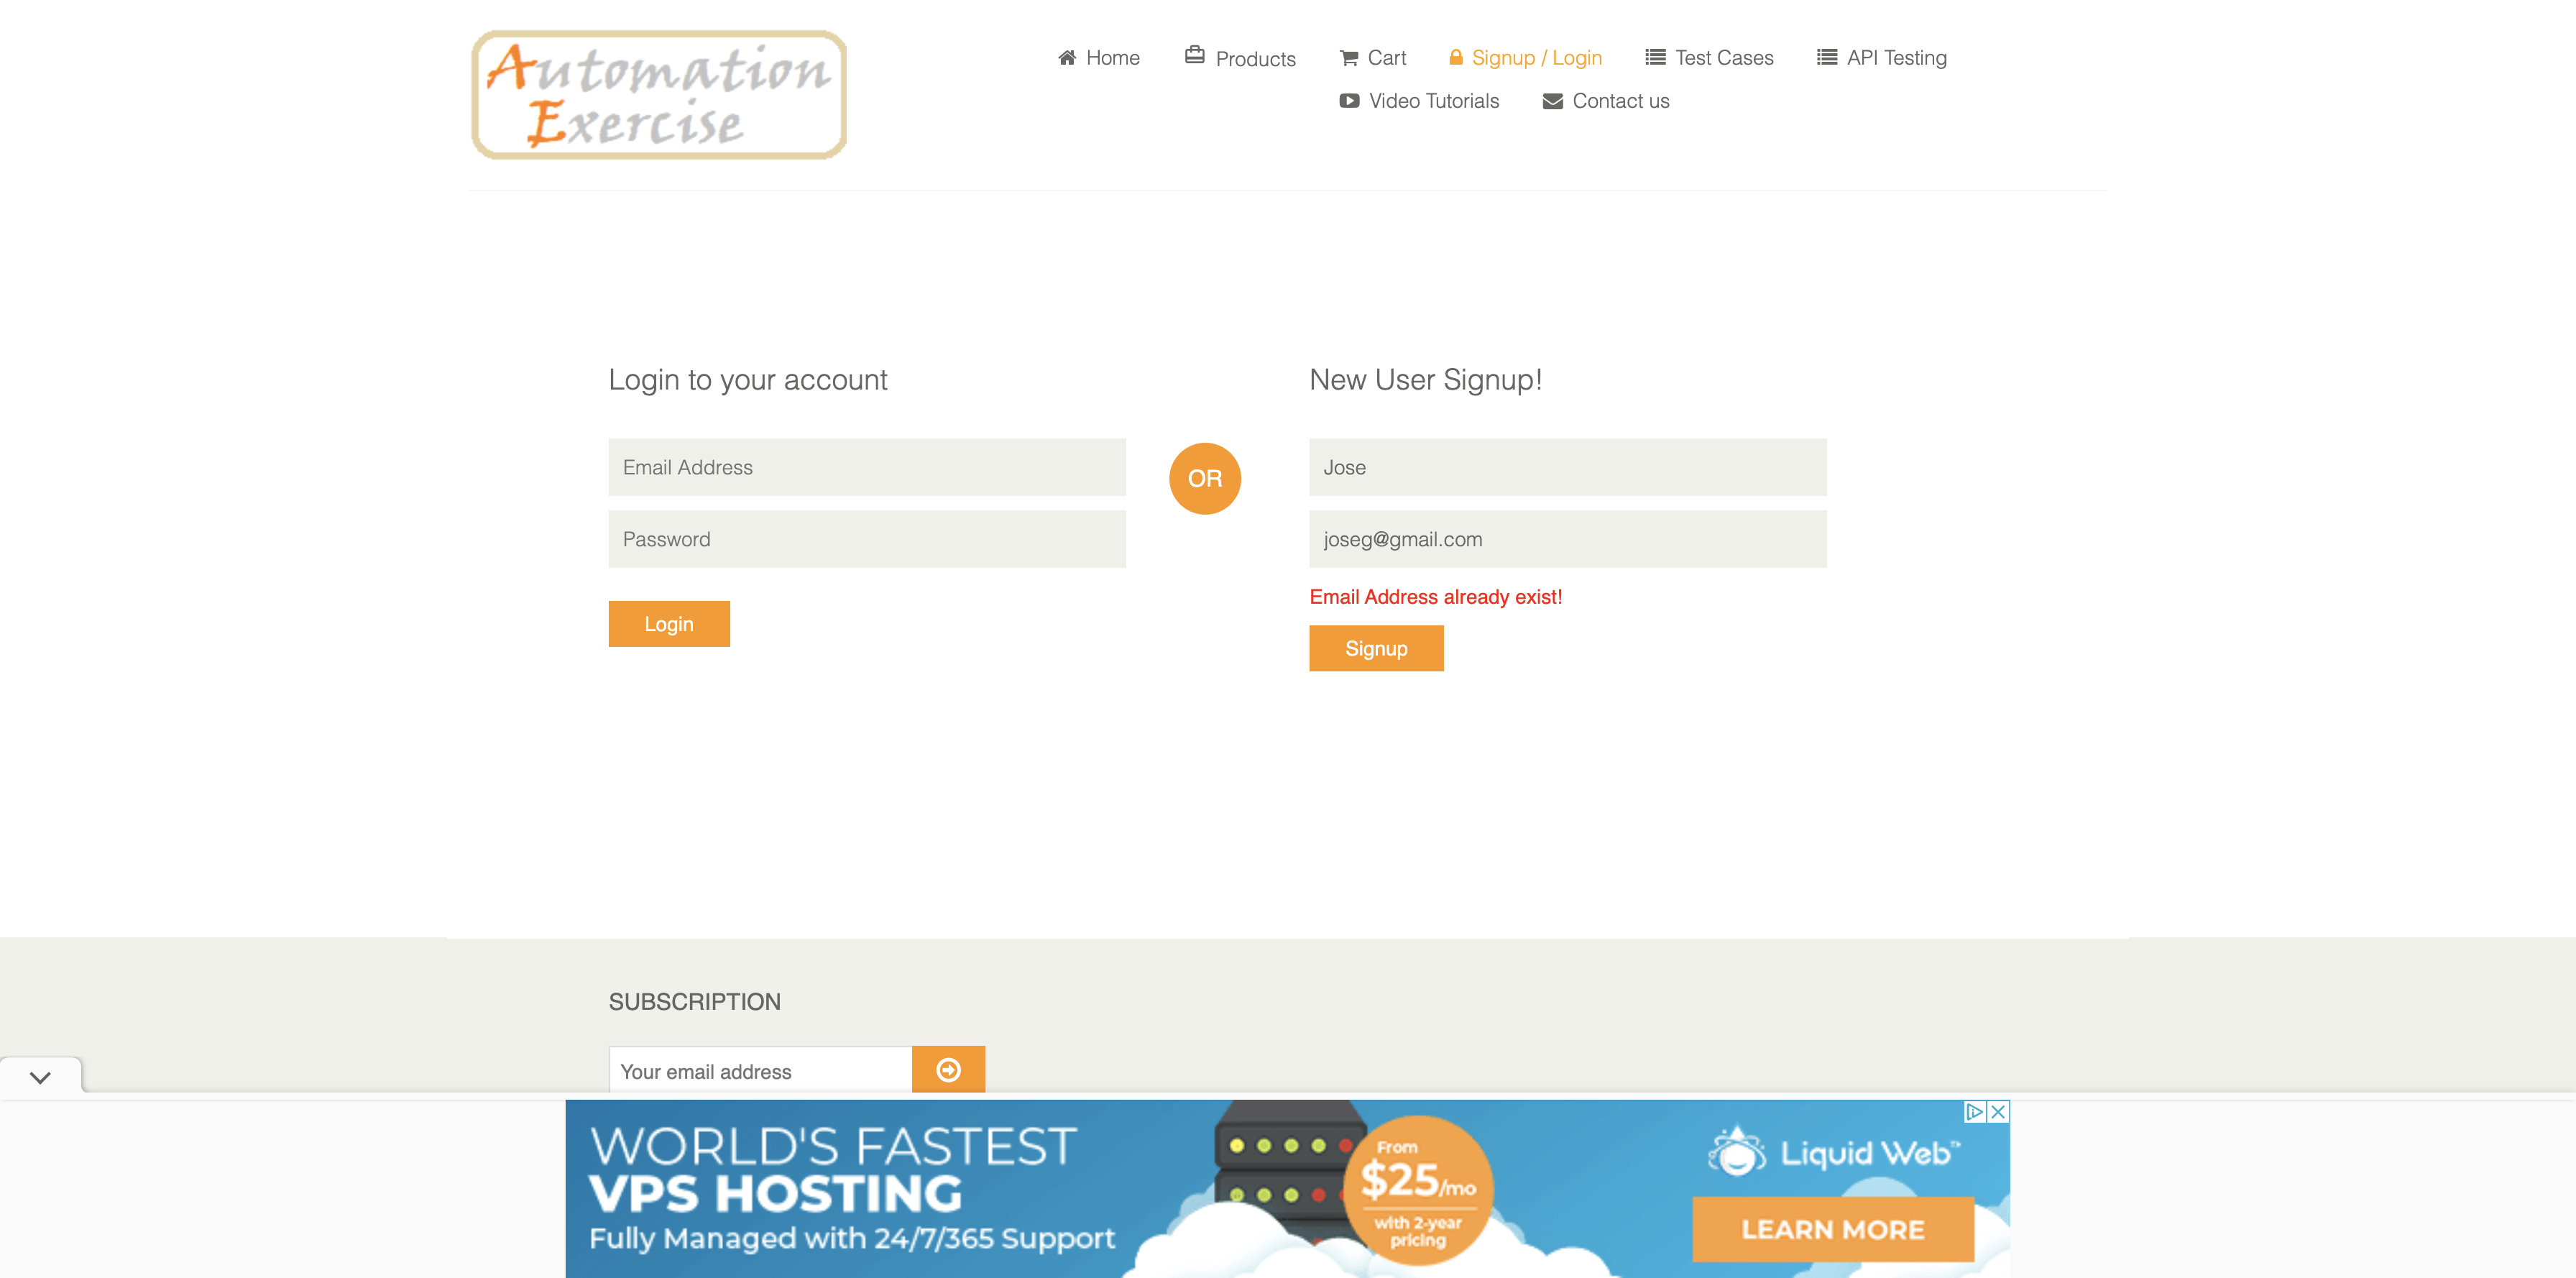 Automation
Exercise
Home Products Cart Signup / Login Test Cases API Testing
Video Tutorials Contact us
Login to your account
Email Address
Password
Login
OR
New User Signup!
Jose
joseg@gmail.com
Email Address already exist!
Signup
SUBSCRIPTION
Your email address
WORLD'S FASTEST
VPS HOSTING
Fully Managed with 24/7/365 Support
From
$25/mo
with 2-year
pricing
Liquid Web™
LEARN MORE